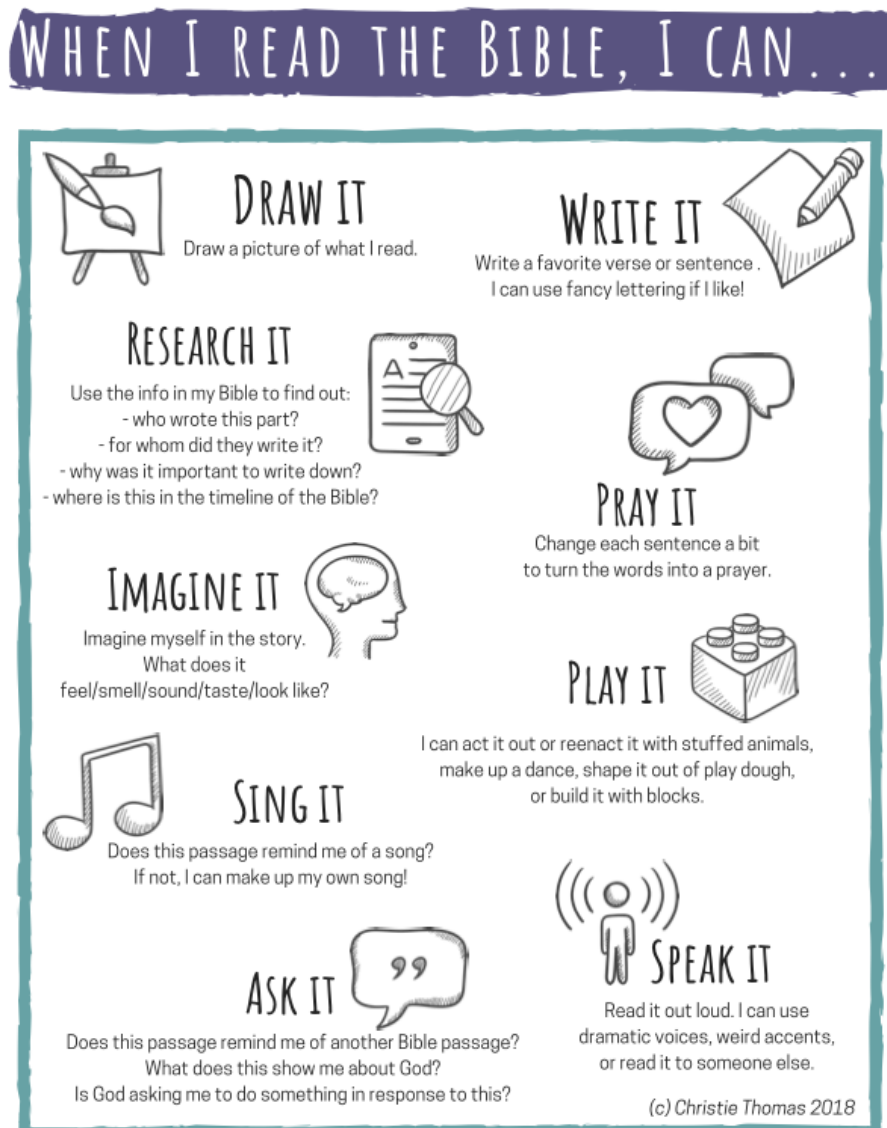 WHEN I READ THE BIBLE, I CAN...
DRAW IT
Draw a picture of what I read.
WRITE IT
Write a favorite verse or sentence .
I can use fancy lettering if I like!
RESEARCH IT
Use the info in my Bible to find out:
- who wrote this part?
- for whom did they write it?
- why was it important to write down?
- where is this in the timeline of the Bible?
A
PRAY IT
Change each sentence a bit
to turn the words into a prayer.
IMAGINE IT
Imagine myself in the story.
What does it
feel/smell/sound/taste/look like?
PLAY IT
I can act it out or reenact it with stuffed animals,
make up a dance, shape it out of play dough,
or build it with blocks.
SING IT
Does this passage remind me of a song?
If not, I can make up my own song!
ASK IT
Does this passage remind me of another Bible passage?
What does this show me about God?
Is God asking me to do something in response to this?
SPEAK IT
Read it out loud. I can use
dramatic voices, weird accents,
or read it to someone else.
(c) Christie Thomas 2018